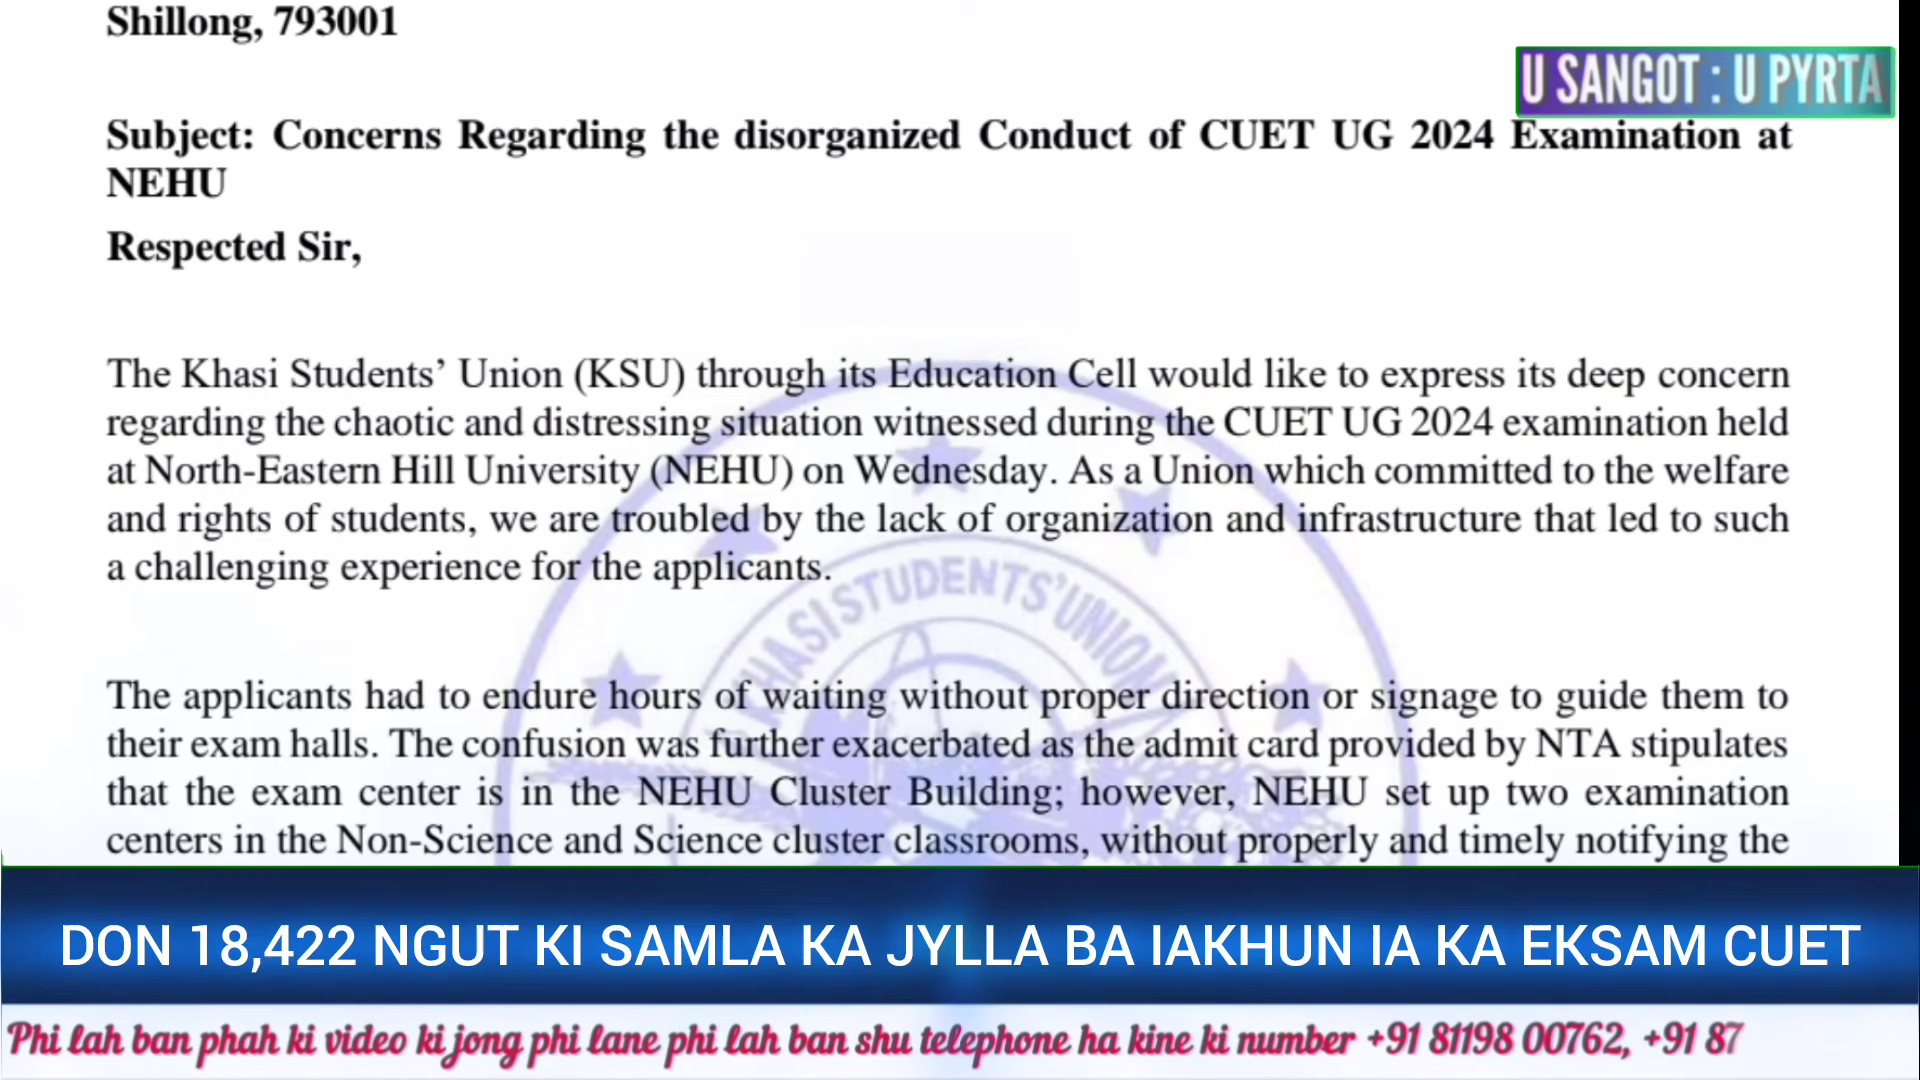 Shillong, 793001
U SANGOT : U PYRTA
Subject: Concerns Regarding the disorganized Conduct of CUET UG 2024 Examination at
NEHU
Respected Sir,
The Khasi Students’ Union (KSU) through its Education Cell would like to express its deep concern
regarding the chaotic and distressing situation witnessed during the CUET UG 2024 examination held
at North-Eastern Hill University (NEHU) on Wednesday. As a Union which committed to the welfare
and rights of students, we are troubled by the lack of organization and infrastructure that led to such
a challenging experience for the applicants.
KHASI STUDENTS' UNION
The applicants had to endure hours of waiting without proper direction or signage to guide them to
their exam halls. The confusion was further exacerbated as the admit card provided by NTA stipulates
that the exam center is in the NEHU Cluster Building; however, NEHU set up two examination
centers in the Non-Science and Science cluster classrooms, without properly and timely notifying the
DON 18,422 NGUT KI SAMLA KA JYLLA BA IAKHUN IA KA EKSAM CUET
Phi lah ban phah ki video ki jong phi lane phi lah ban shu telephone ha kine ki number +91 81198 00762, +91 87